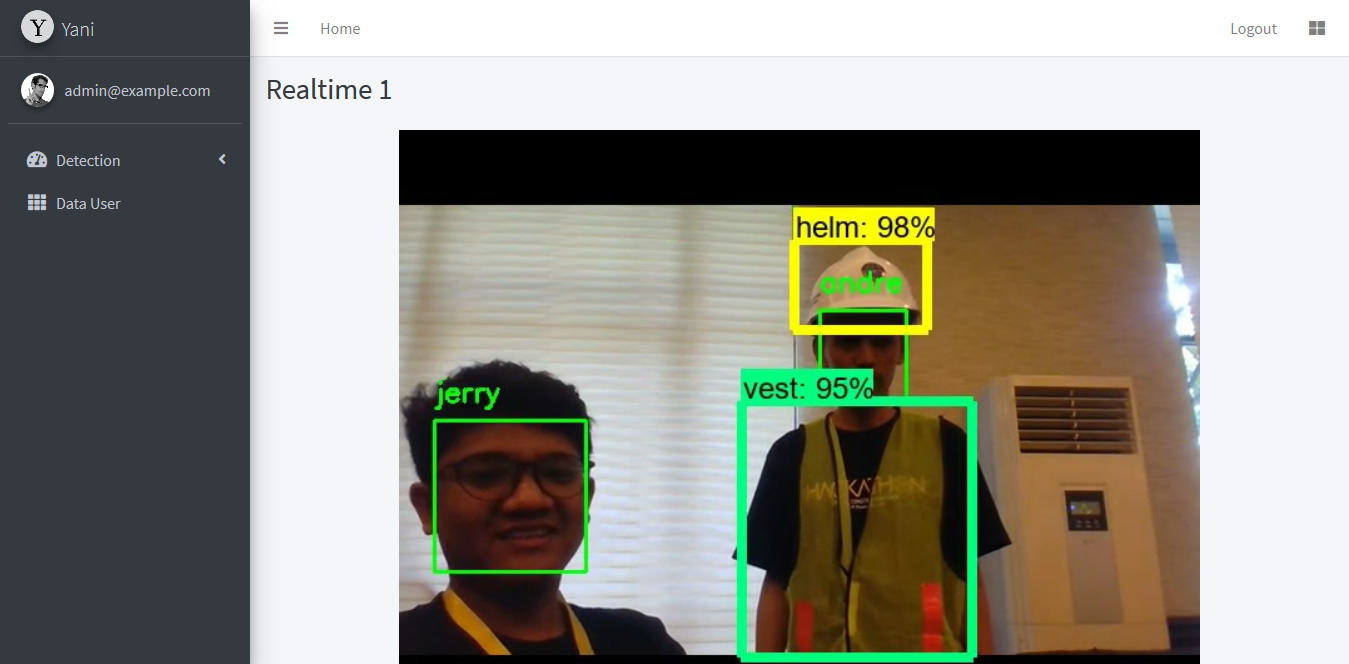 Y Yani
Home
Logout
admin@example.com
Realtime 1
Detection
Data User
helm: 98%
andre
vest: 95%
jerry
HACKATHON